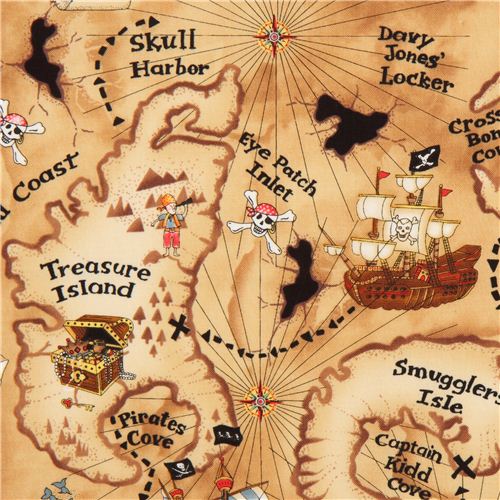 Skull
Harbor
Davy
Jones'
Locker
Cross
Bon
Cov
Coast
Eye Patch
Inlet
Treasure
Island
Pirates
Cove
Smugglers
Isle
Captain
Kidd
Cove